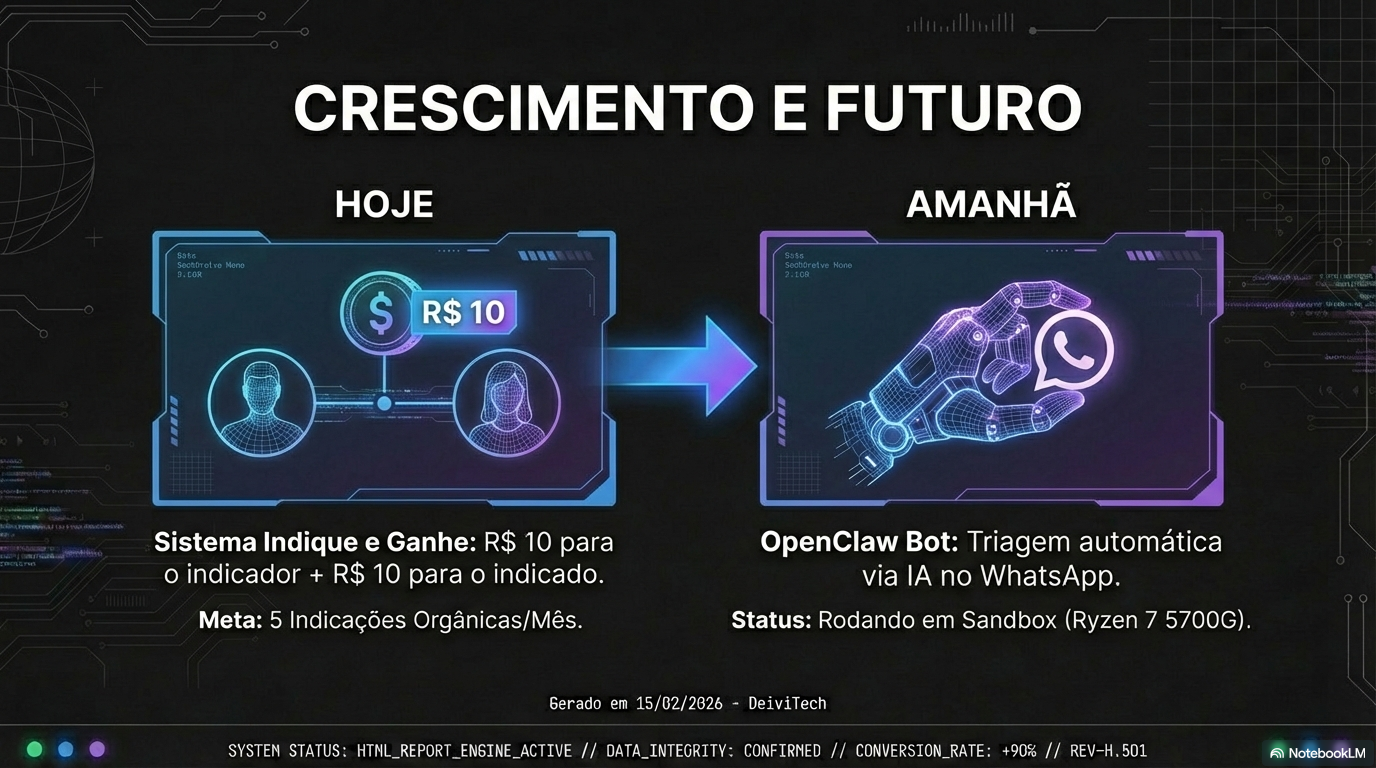 CRESCIMENTO E FUTURO
HOJE
R$ 10
Sistema Indique e Ganhe: R$ 10 para
o indicador + R$ 10 para o indicado.
Meta: 5 Indicações Orgânicas/Mês.
AMANHÃ
OpenClaw Bot: Triagem automática
via IA no WhatsApp.
Status: Rodando em Sandbox (Ryzen 7 5700G).
Gerado em 15/02/2026 - DeiviTech
SYSTEM STATUS: HTML_REPORT_ENGINE_ACTIVE // DATA_INTEGRITY: CONFIRMED // CONVERSION_RATE: +90% // REV-H.501
NotebookLM